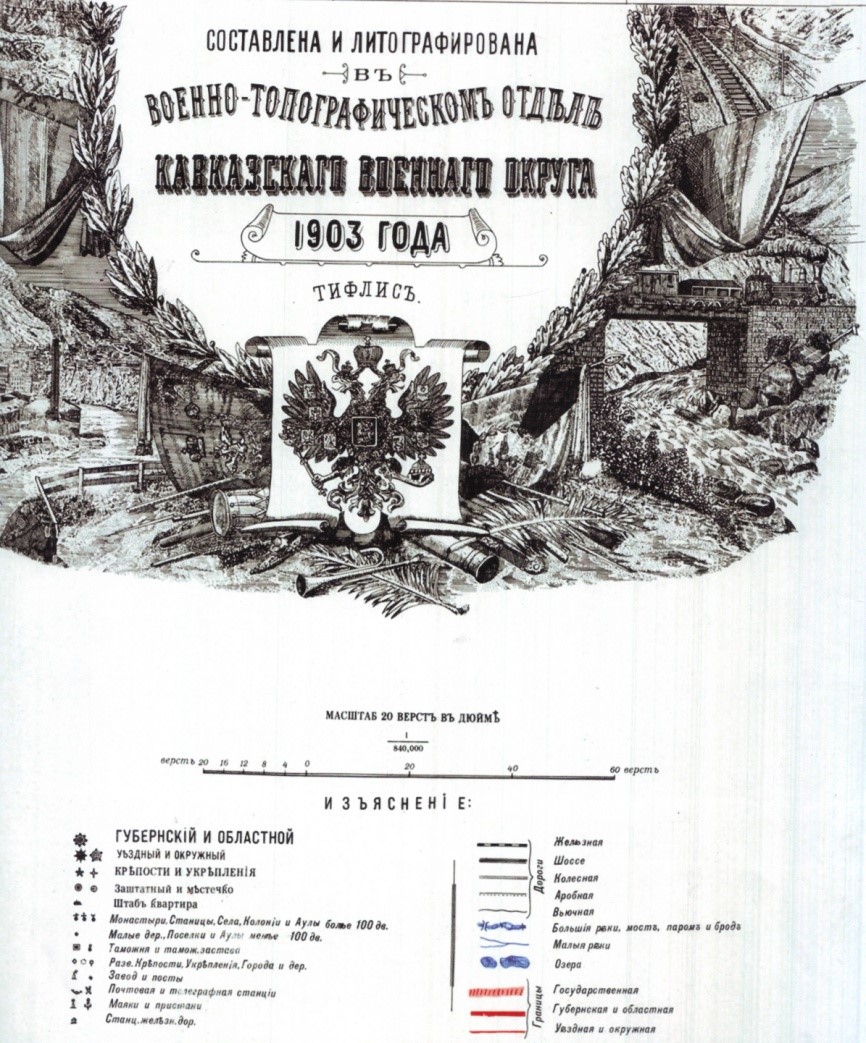 СОСТАВЛЕНА И ЛИТОГРАФИРОВАНА
ВЪ
ВОЕННО-ТОПОГРАФИЧЕСКОМЪ ОТДѢЛѢ
КАВКАЗСКАГО ВОЕННАГО ОКРУГА
1903 ГОДА
ТИФЛИСЪ.
МАСШТАБ 20 ВЕРСТЪ ВЪ ДЮЙМѢ
1
840,000
верстъ 20 16 12 8 4 0 20 40 60 верстъ
ИЗЪЯСНЕНІЕ:
ГУБЕРНСКІЙ И ОБЛАСТНОЙ
УѢЗДНЫЙ И ОКРУЖНЫЙ
КРѢПОСТИ И УКРѢПЛЕНІЯ
Заштатный и мѣстечко
Штабъ квартира
Монастыри, Станицы, Села, Колоніи и Аулы болѣе 100 дв.
Малые дер., Поселки и Аулы менѣе 100 дв.
Таможня и тамож. застава
Разв. Крѣпости, Укрѣпленія, Города и дер.
Завод и посты
Почтовая и телеграфная станціи
Маяки и пристани
Станц. желѣзн. дор.
Дороги
Желѣзная
Шоссе
Колесная
Аробная
Вьючная
Большія рѣки, мостъ, паромъ и бродъ
Малыя рѣки
Озера
Границы
Государственная
Губернская и областная
Уѣздная и окружная